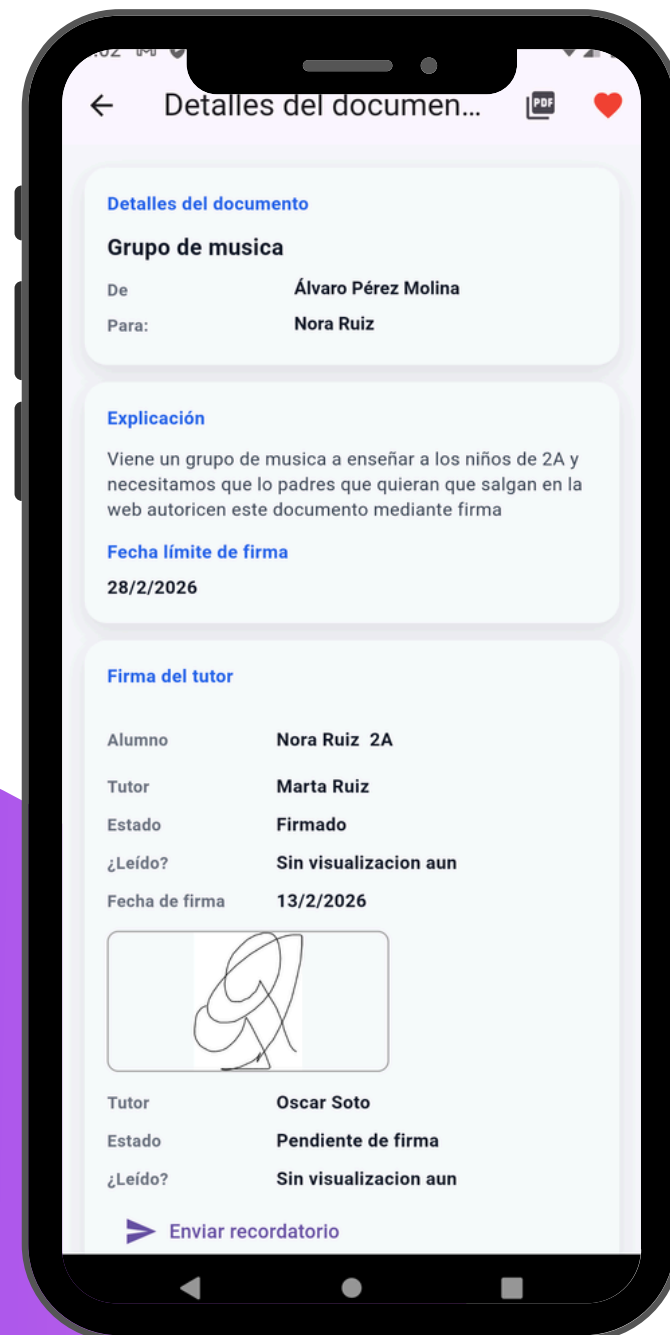 Detalles del documen...
PDF
Detalles del documento
Grupo de musica
De Álvaro Pérez Molina
Para: Nora Ruiz
Explicación
Viene un grupo de musica a enseñar a los niños de 2A y
necesitamos que lo padres que quieran que salgan en la
web autoricen este documento mediante firma
Fecha límite de firma
28/2/2026
Firma del tutor
Alumno Nora Ruiz 2A
Tutor Marta Ruiz
Estado Firmado
¿Leído? Sin visualizacion aun
Fecha de firma 13/2/2026
Tutor Oscar Soto
Estado Pendiente de firma
¿Leído? Sin visualizacion aun
Enviar recordatorio